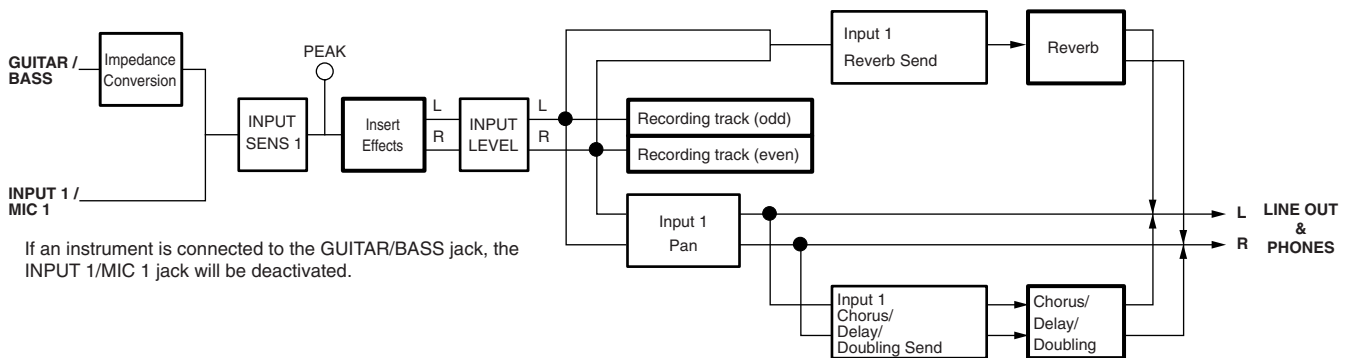 GUITAR /
BASS
Impedance
Conversion
PEAK
INPUT
SENS 1
Insert
Effects
L
R
INPUT
LEVEL
L
R
Input 1
Reverb Send
Reverb
Recording track (odd)
Recording track (even)
INPUT 1 /
MIC 1
If an instrument is connected to the GUITAR/BASS jack, the
INPUT 1/MIC 1 jack will be deactivated.
Input 1
Pan
L
R
LINE OUT
&
PHONES
Input 1
Chorus/
Delay/
Doubling Send
Chorus/
Delay/
Doubling